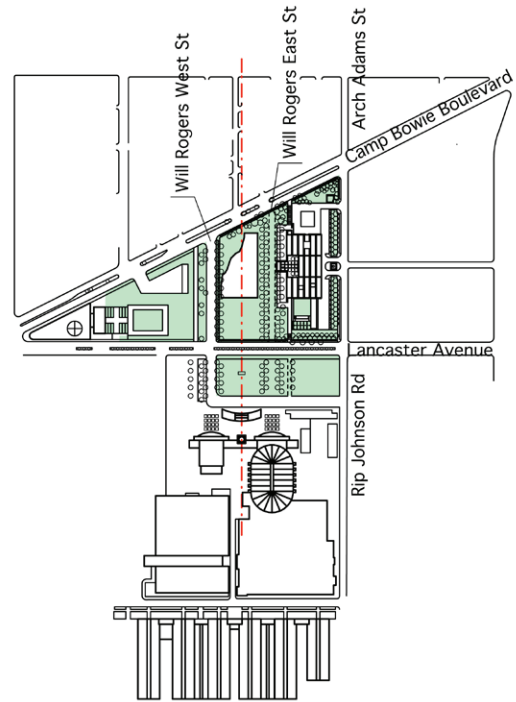 Will Rogers West St
Will Rogers East St
Arch Adams St
Camp Bowie Boulevard
Lancaster Avenue
Rip Johnson Rd